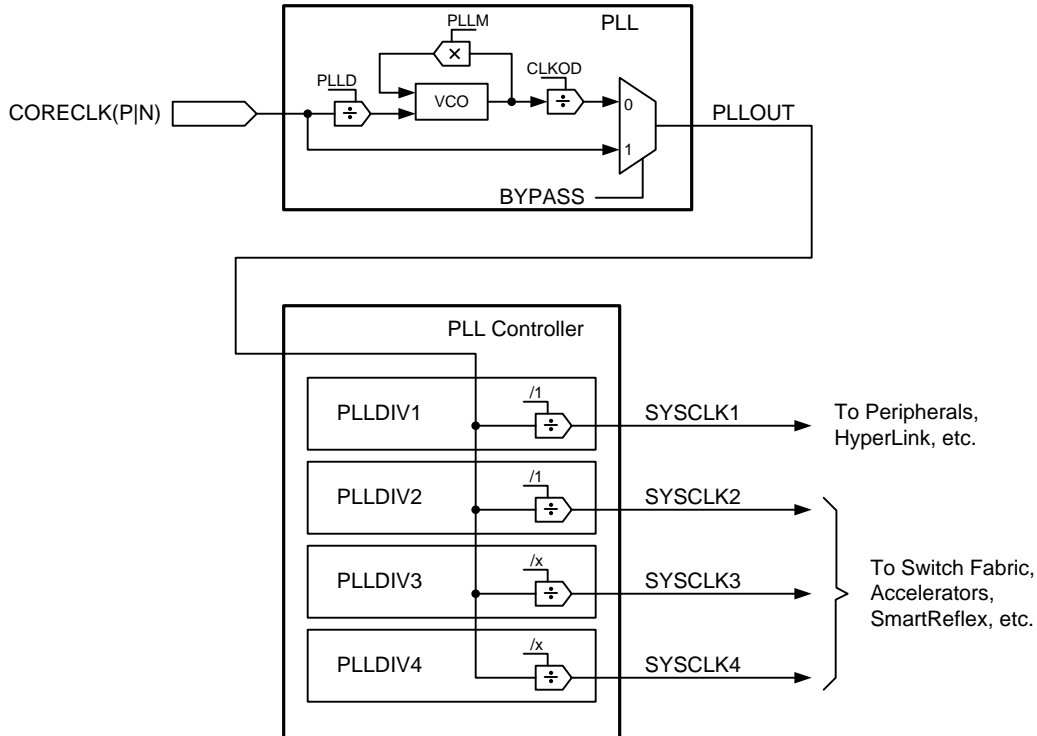 PLLM
PLL
×
PLLD
CLKOD
CORECLK(P|N)
÷
VCO
÷
0
PLLOUT
1
BYPASS
PLL Controller
/1
PLLDIV1
÷
SYSCLK1
To Peripherals,
HyperLink, etc.
/1
PLLDIV2
÷
SYSCLK2
/x
PLLDIV3
÷
SYSCLK3
To Switch Fabric,
Accelerators,
SmartReflex, etc.
/x
PLLDIV4
÷
SYSCLK4